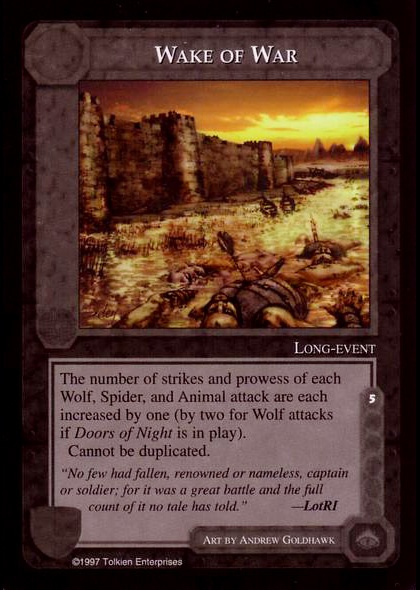 WAKE OF WAR
LONG-EVENT
The number of strikes and prowess of each
Wolf, Spider, and Animal attack are each
increased by one (by two for Wolf attacks
if Doors of Night is in play).
Cannot be duplicated.
5
"No few had fallen, renowned or nameless, captain
or soldier; for it was a great battle and the full
count of it no tale has told." —LotRI
ART BY ANDREW GOLDHAWK
©1997 Tolkien Enterprises